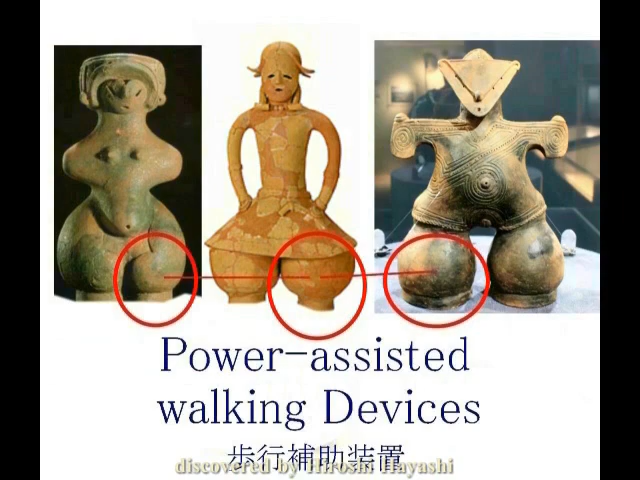 Power-assisted
walking Devices
歩行補助装置
discovered by Hiroshi Hayashi